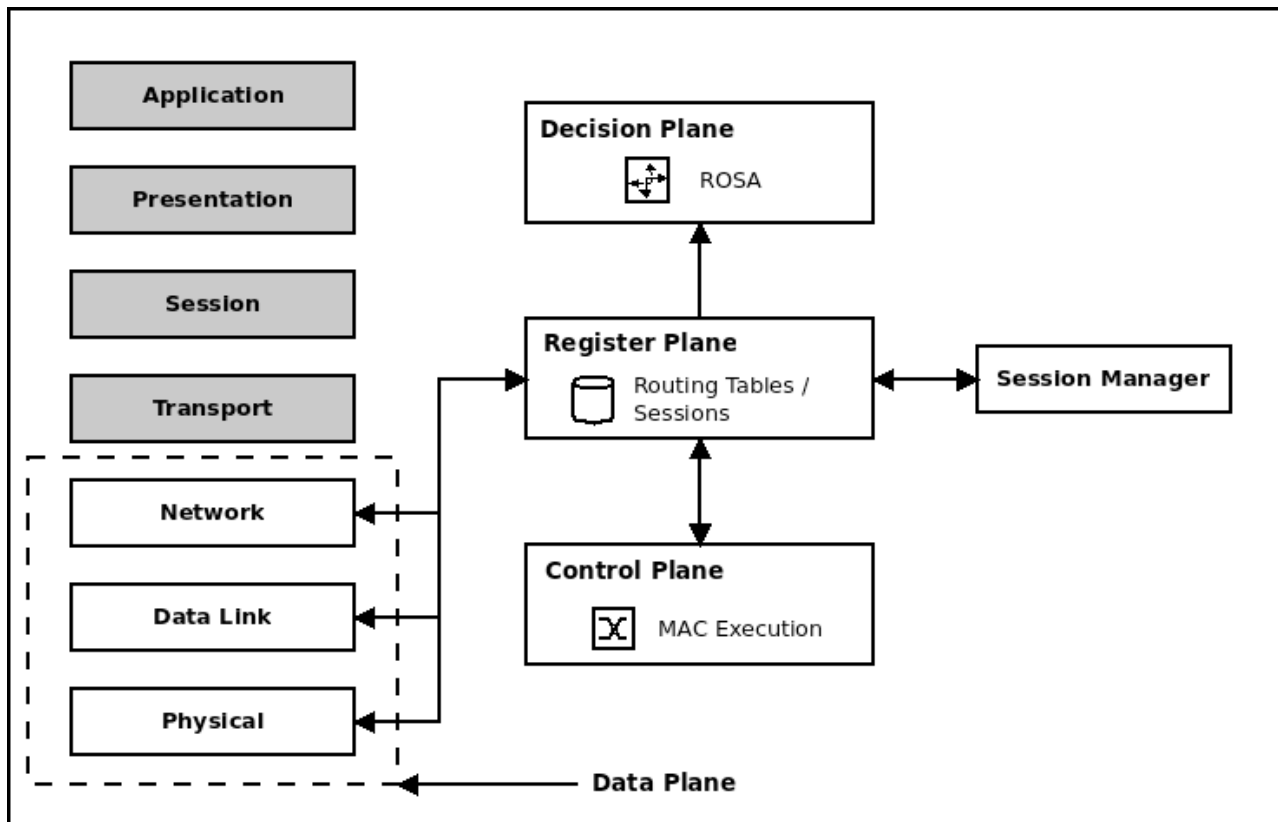 Application
Presentation
Session
Transport
Network
Data Link
Physical
Data Plane
Decision Plane
ROSA
Register Plane
Routing Tables /
Sessions
Session Manager
Control Plane
MAC Execution